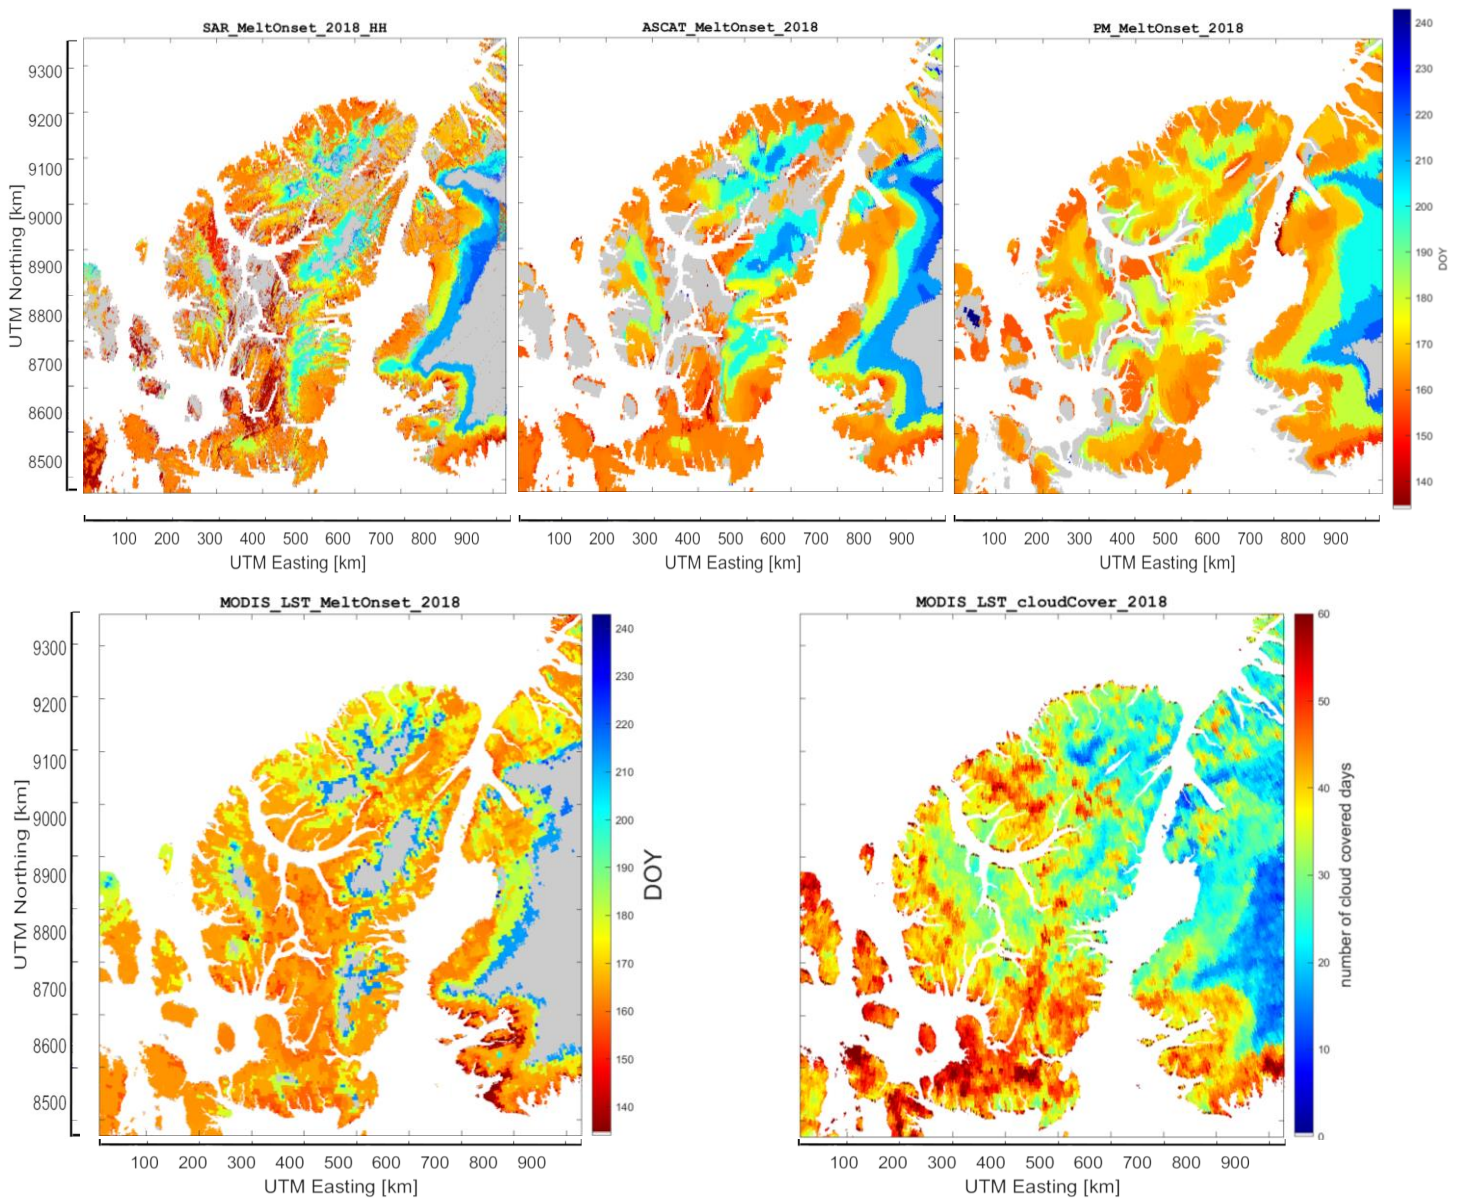 SAR_MeltOnset_2018_HH
ASCAT_MeltOnset_2018
PM_MeltOnset_2018
UTM Northing [km]
9300
9200
9100
9000
8900
8800
8700
8600
8500
240
230
220
210
200
190
180
170
160
150
140
DOY
100 200 300 400 500 600 700 800 900
100 200 300 400 500 600 700 800 900
100 200 300 400 500 600 700 800 900
UTM Easting [km]
UTM Easting [km]
UTM Easting [km]
MODIS_LST_MeltOnset_2018
MODIS_LST_cloudCover_2018
UTM Northing [km]
9300
9200
9100
9000
8900
8800
8700
8600
8500
240
230
220
210
200
190
180
170
160
150
140
DOY
60
50
40
30
20
10
0
number of cloud covered days
100 200 300 400 500 600 700 800 900
100 200 300 400 500 600 700 800 900
UTM Easting [km]
UTM Easting [km]